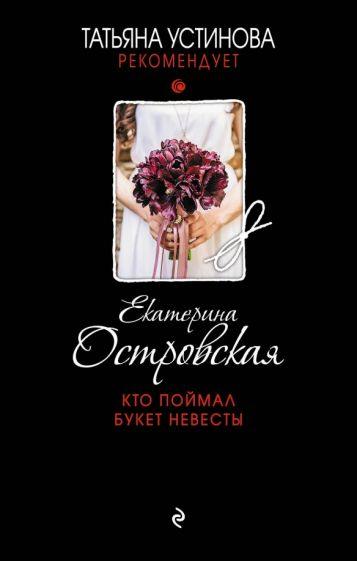 ТАТЬЯНА УСТИНОВА
РЕКОМЕНДУЕТ
Екатерина
Островская
КТО ПОЙМАЛ
БУКЕТ НЕВЕСТЫ